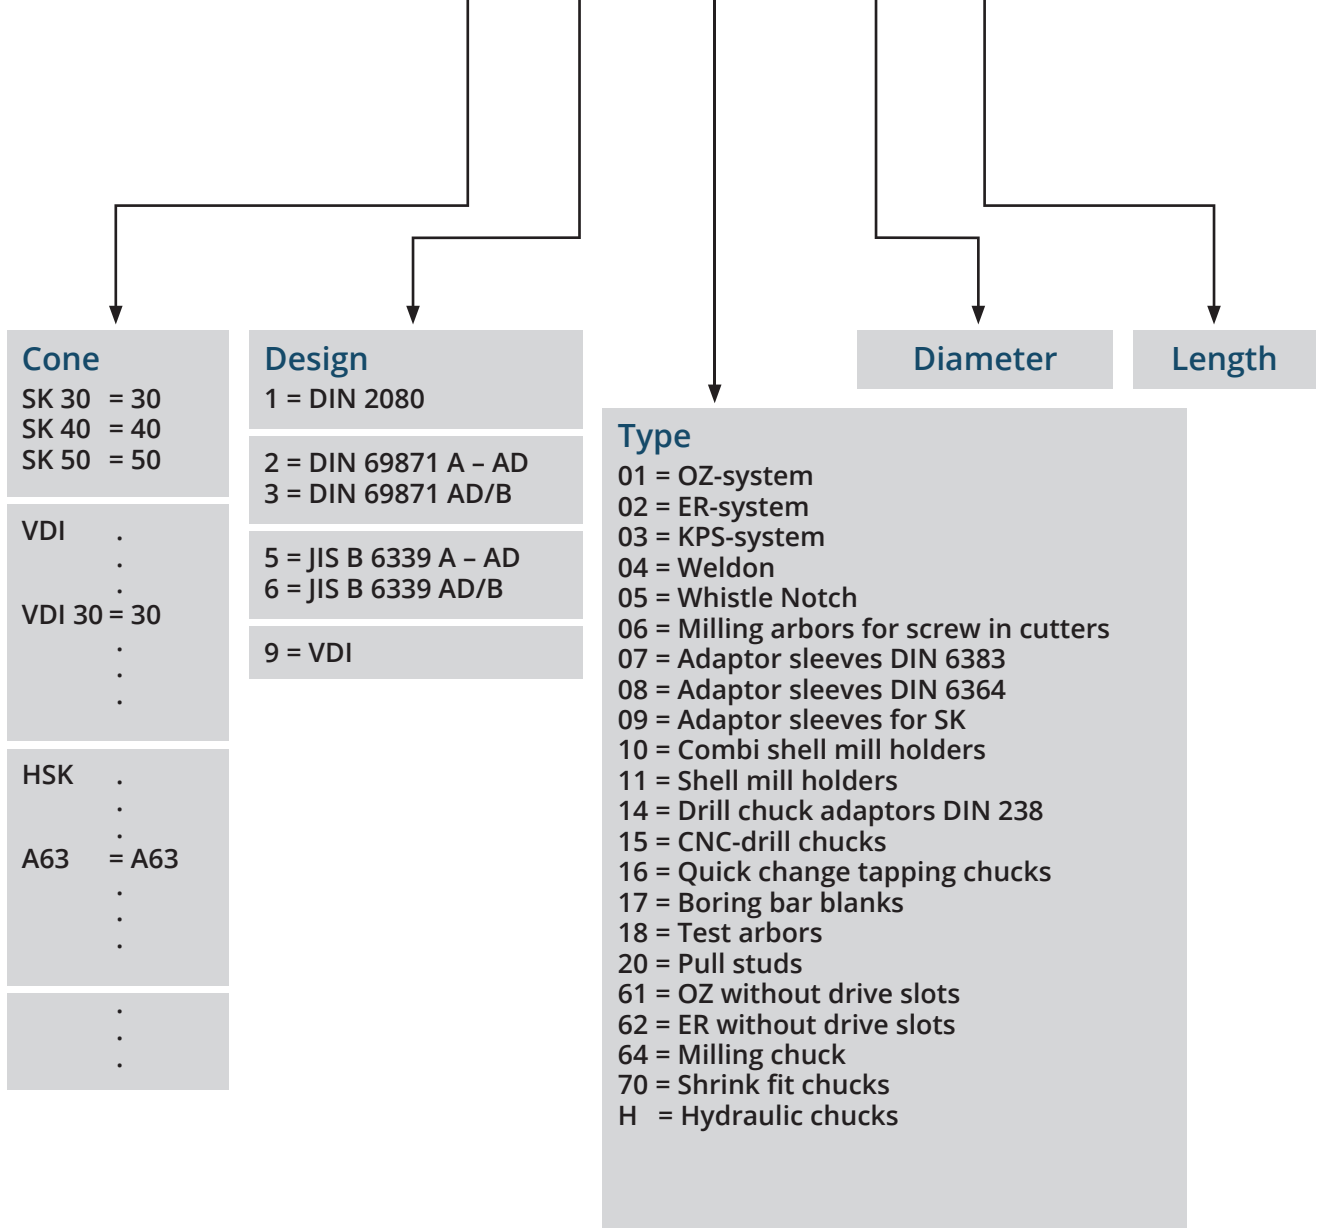 Cone
SK 30 = 30
SK 40 = 40
SK 50 = 50
VDI .
.
.
VDI 30 = 30
.
.
.
HSK .
.
.
A63 = A63
.
.
.
.
.
.
Design
1 = DIN 2080
2 = DIN 69871 A – AD
3 = DIN 69871 AD/B
5 = JIS B 6339 A – AD
6 = JIS B 6339 AD/B
9 = VDI
Type
01 = OZ-system
02 = ER-system
03 = KPS-system
04 = Weldon
05 = Whistle Notch
06 = Milling arbors for screw in cutters
07 = Adaptor sleeves DIN 6383
08 = Adaptor sleeves DIN 6364
09 = Adaptor sleeves for SK
10 = Combi shell mill holders
11 = Shell mill holders
14 = Drill chuck adaptors DIN 238
15 = CNC-drill chucks
16 = Quick change tapping chucks
17 = Boring bar blanks
18 = Test arbors
20 = Pull studs
61 = OZ without drive slots
62 = ER without drive slots
64 = Milling chuck
70 = Shrink fit chucks
H = Hydraulic chucks
Diameter
Length